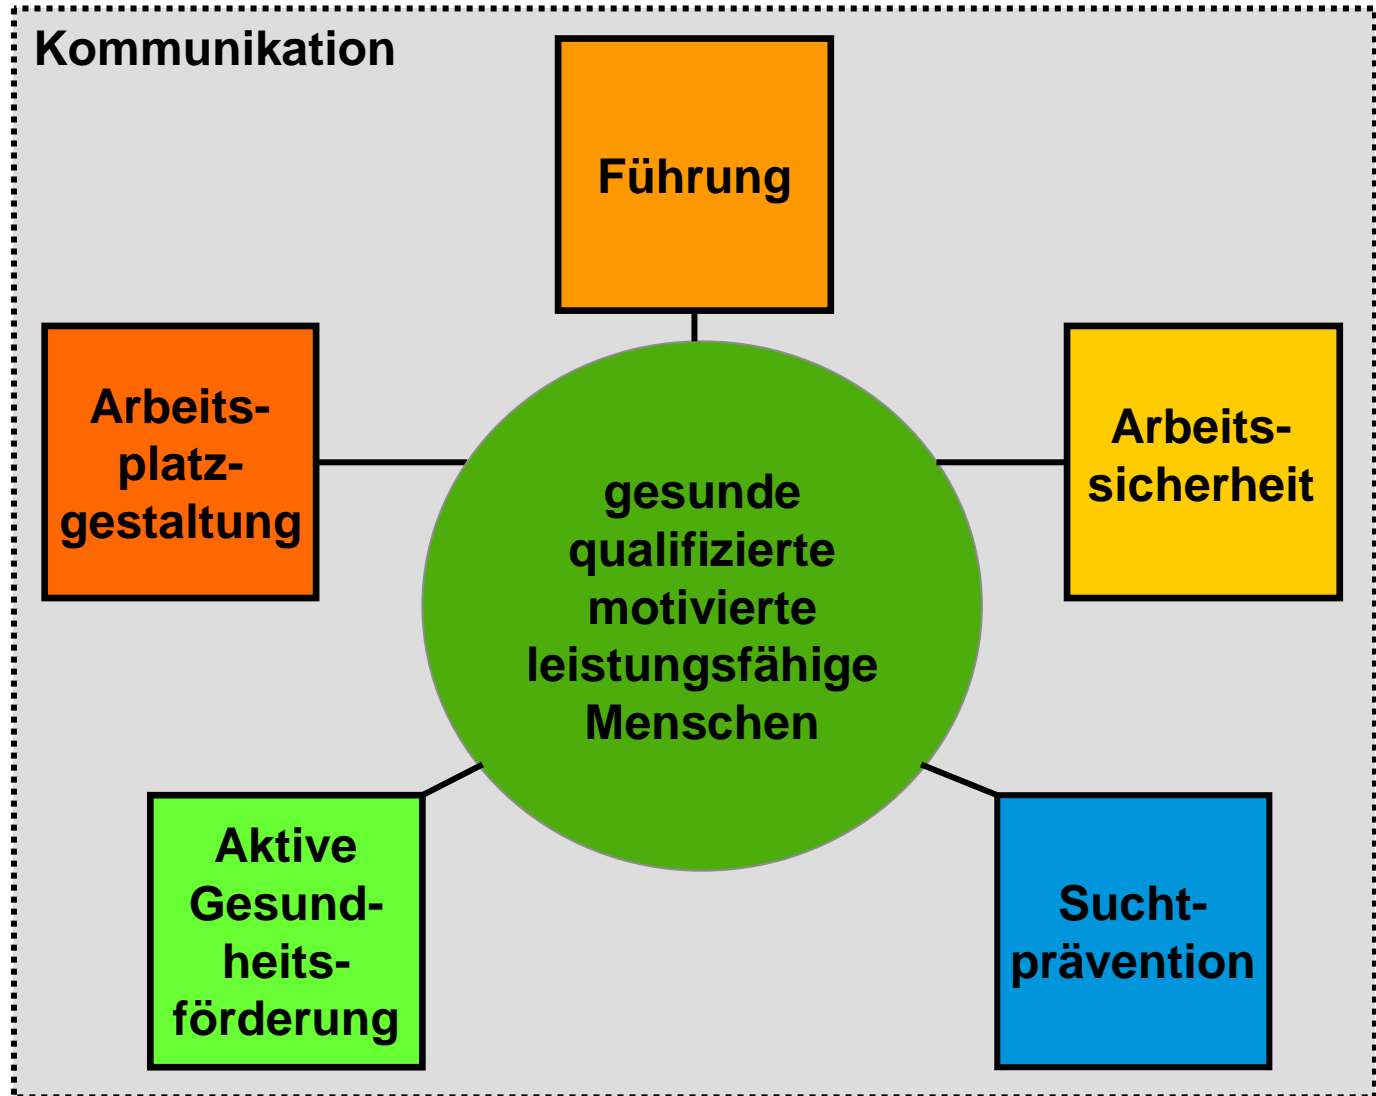 Kommunikation
Führung
Arbeits-
platz-
gestaltung
Arbeits-
sicherheit
gesunde
qualifizierte
motivierte
leistungsfähige
Menschen
Aktive
Gesund-
heits-
förderung
Sucht-
prävention